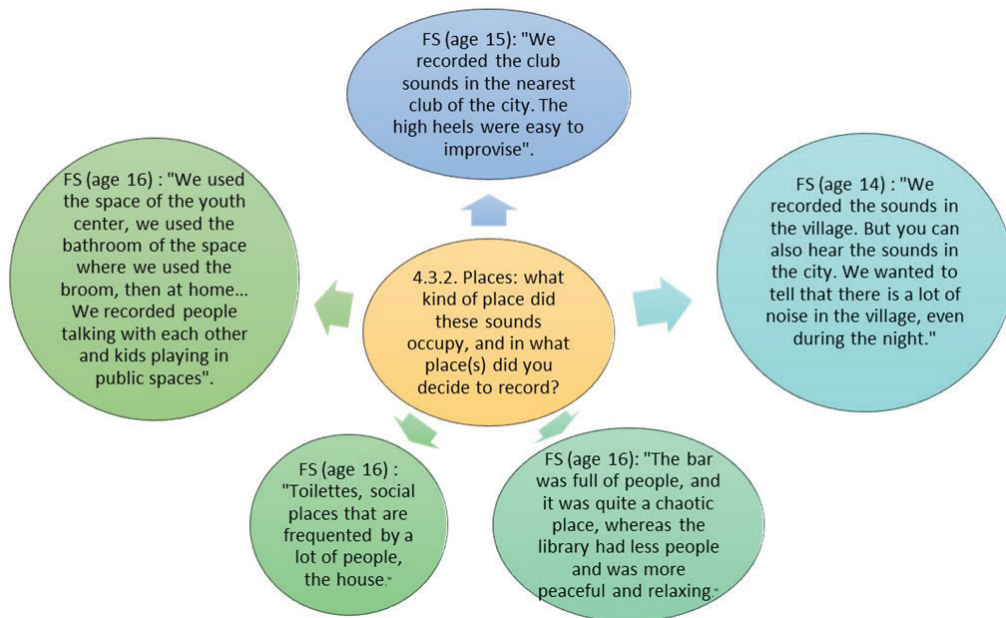 FS (age 15): "We
recorded the club
sounds in the nearest
club of the city. The
high heels were easy to
improvise".
FS (age 16) : "We used
the space of the youth
center, we used the
bathroom of the space
where we used the
broom, then at home...
We recorded people
talking with each other
and kids playing in
public spaces".
4.3.2. Places: what
kind of place did
these sounds
occupy, and in what
place(s) did you
decide to record?
FS (age 14) : "We
recorded the sounds in
the village. But you can
also hear the sounds in
the city. We wanted to
tell that there is a lot of
noise in the village, even
during the night."
FS (age 16) :
"Toilettes, social
places that are
frequented by a
lot of people,
the house."
FS (age 16): "The bar
was full of people, and
it was quite a chaotic
place, whereas the
library had less people
and was more
peaceful and relaxing."